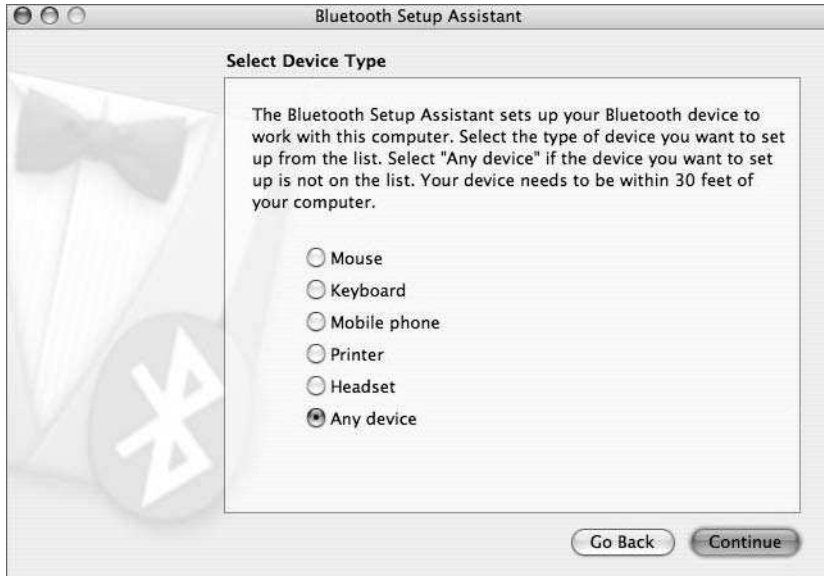 Bluetooth Setup Assistant
Select Device Type
The Bluetooth Setup Assistant sets up your Bluetooth device to
work with this computer. Select the type of device you want to set
up from the list. Select "Any device" if the device you want to set
up is not on the list. Your device needs to be within 30 feet of
your computer.
Mouse
Keyboard
Mobile phone
Printer
Headset
Any device
Go Back
Continue